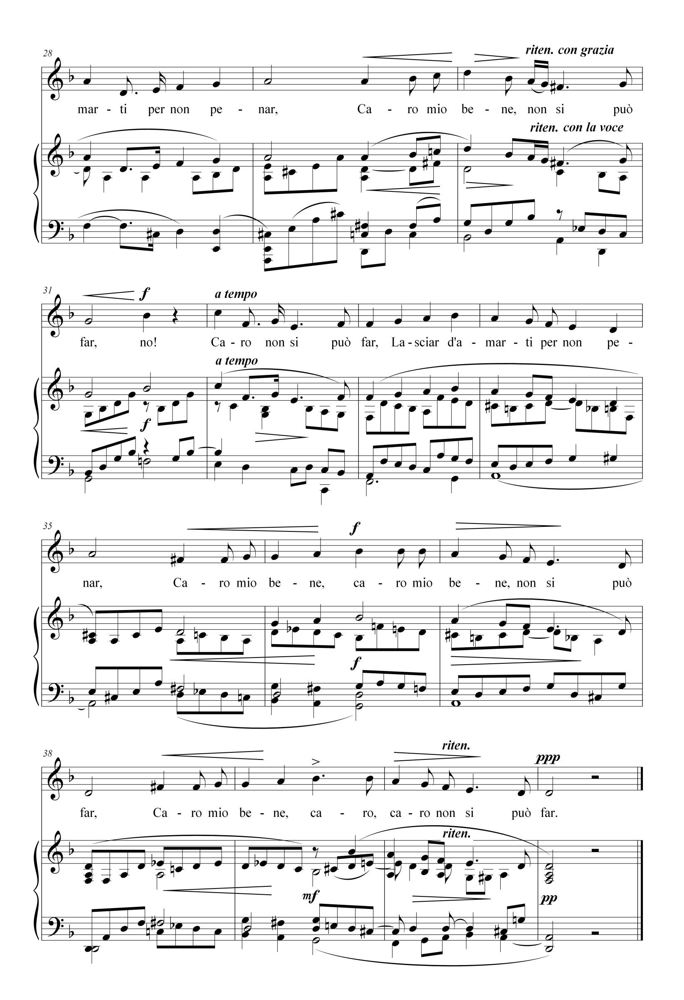 28
riten. con grazia
mar - ti per non pe - nar, Ca - ro mio be - ne, non si può
riten. con la voce
31
f
a tempo
far, no! Ca - ro non si può far, La - sciar d'a - mar - ti per non pe -
a tempo
f
35
f
nar, Ca - ro mio be - ne, ca - ro mio be - ne, non si può
f
38
riten.
ppp
far, Ca - ro mio be - ne, ca - ro, ca - ro non si può far.
riten.
mf
pp